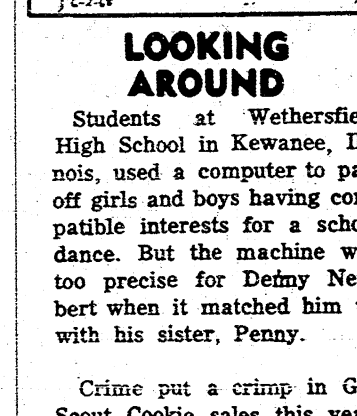 LOOKING
AROUND
Students at Wethersfie
High School in Kewanee, I
nois, used a computer to pa
off girls and boys having co
patible interests for a scho
dance. But the machine w
too precise for Denny Ne
bert when it matched him
with his sister, Penny.
Crime put a crimp in G
Scout Cookie sales this ye